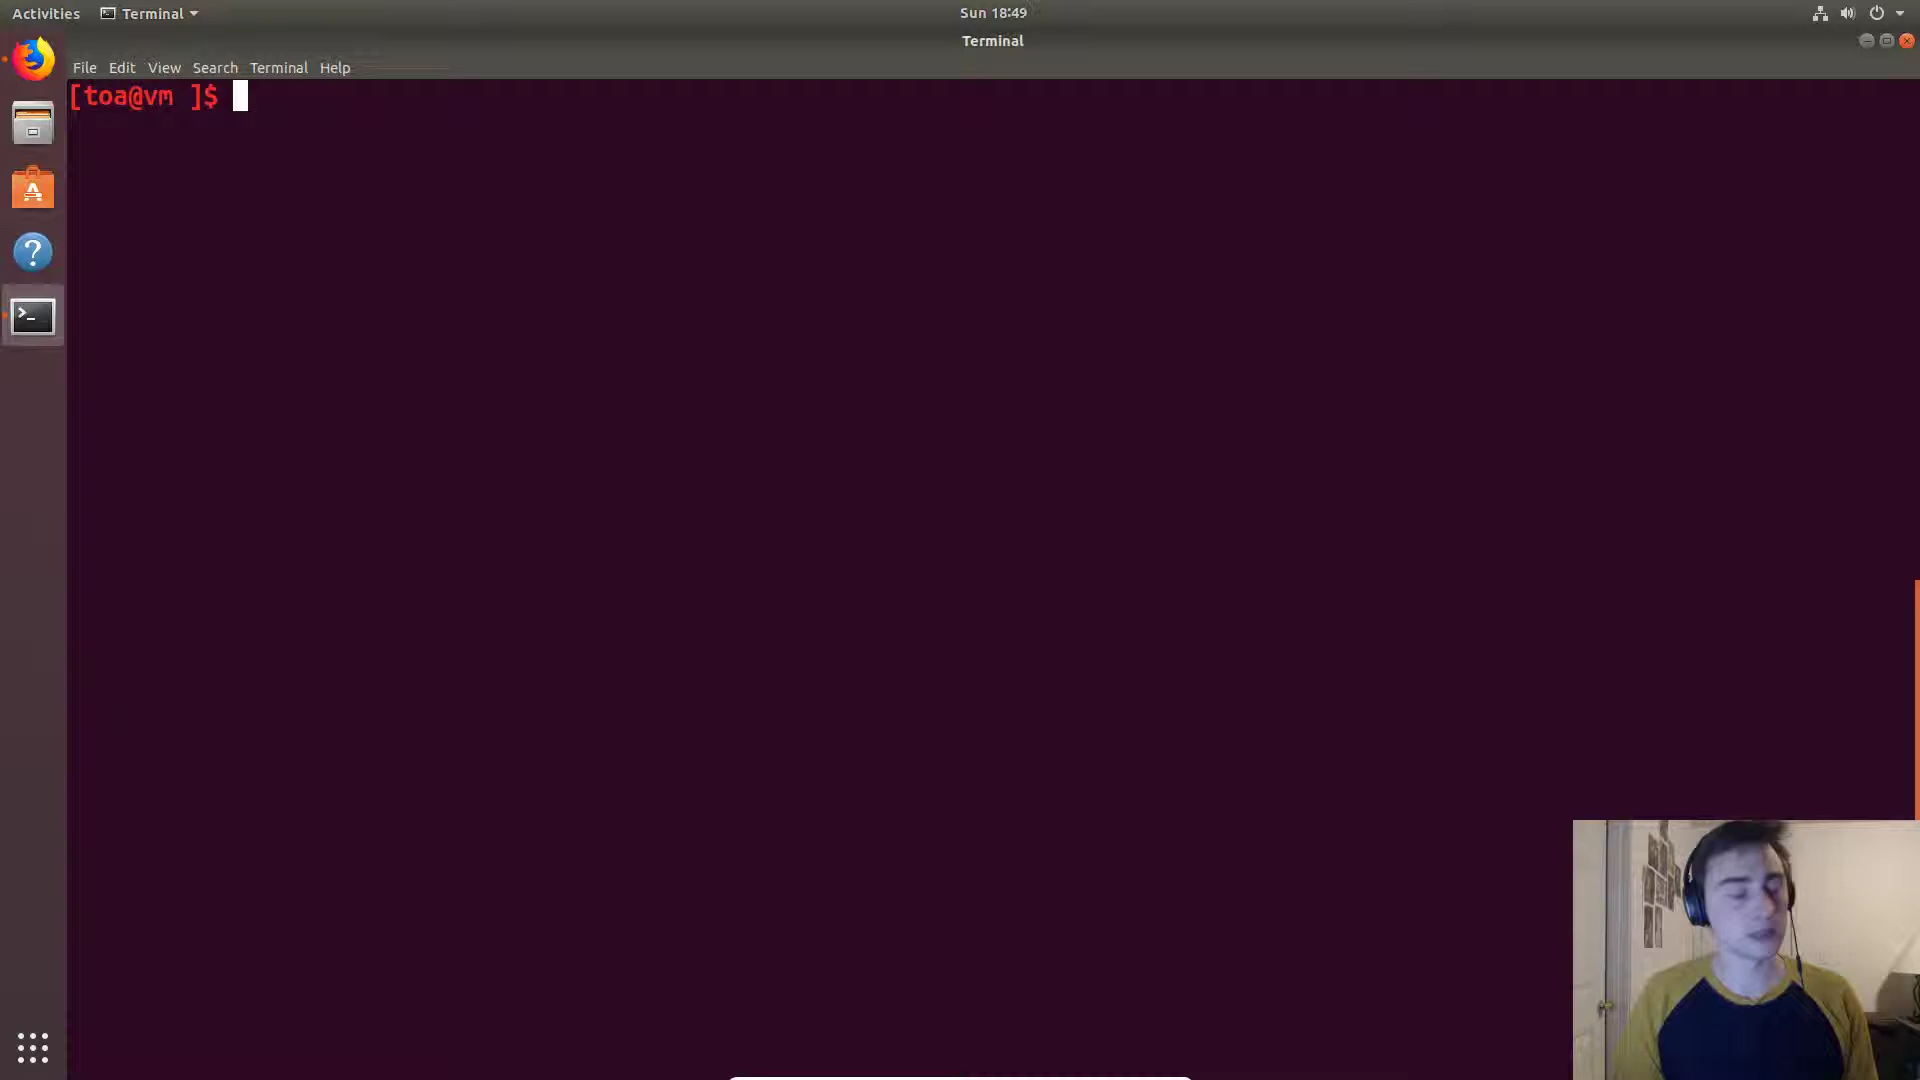 Activities Terminal Sun 18:49
Terminal
File Edit View Search Terminal Help
[toa@vm ]$